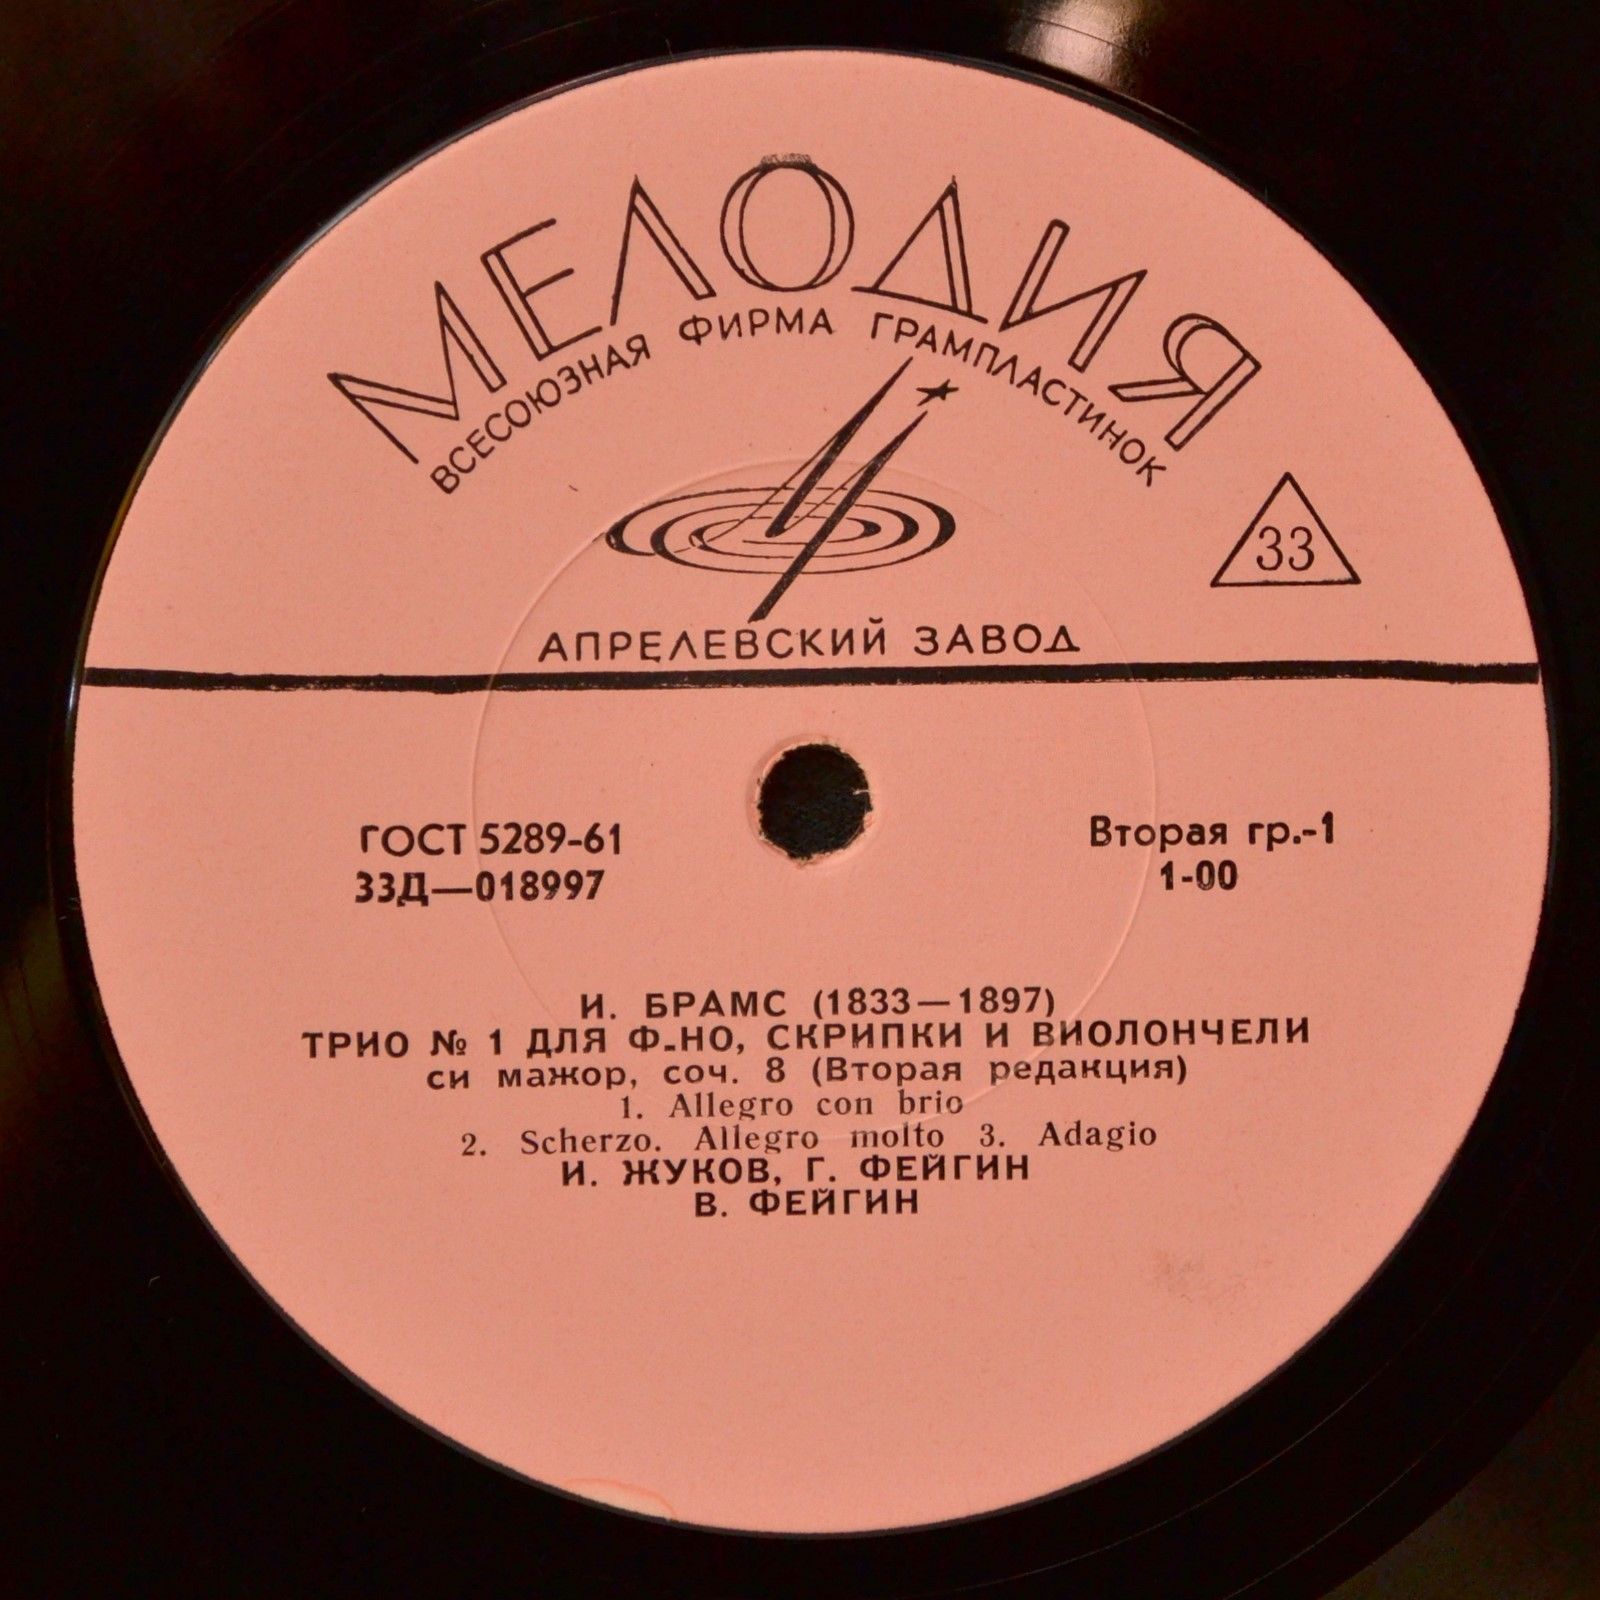 МЕЛОДИЯ
ВСЕСОЮЗНАЯ ФИРМА ГРАМПЛАСТИНОК
33
АПРЕЛЕВСКИЙ ЗАВОД
ГОСТ 5289-61
33Д—018997
Вторая гр.-1
1-00
И. БРАМС (1833—1897)
ТРИО № 1 ДЛЯ Ф-НО, СКРИПКИ И ВИОЛОНЧЕЛИ
си мажор, соч. 8 (Вторая редакция)
1. Allegro con brio
2. Scherzo. Allegro molto 3. Adagio
И. ЖУКОВ, Г. ФЕЙГИН
В. ФЕЙГИН